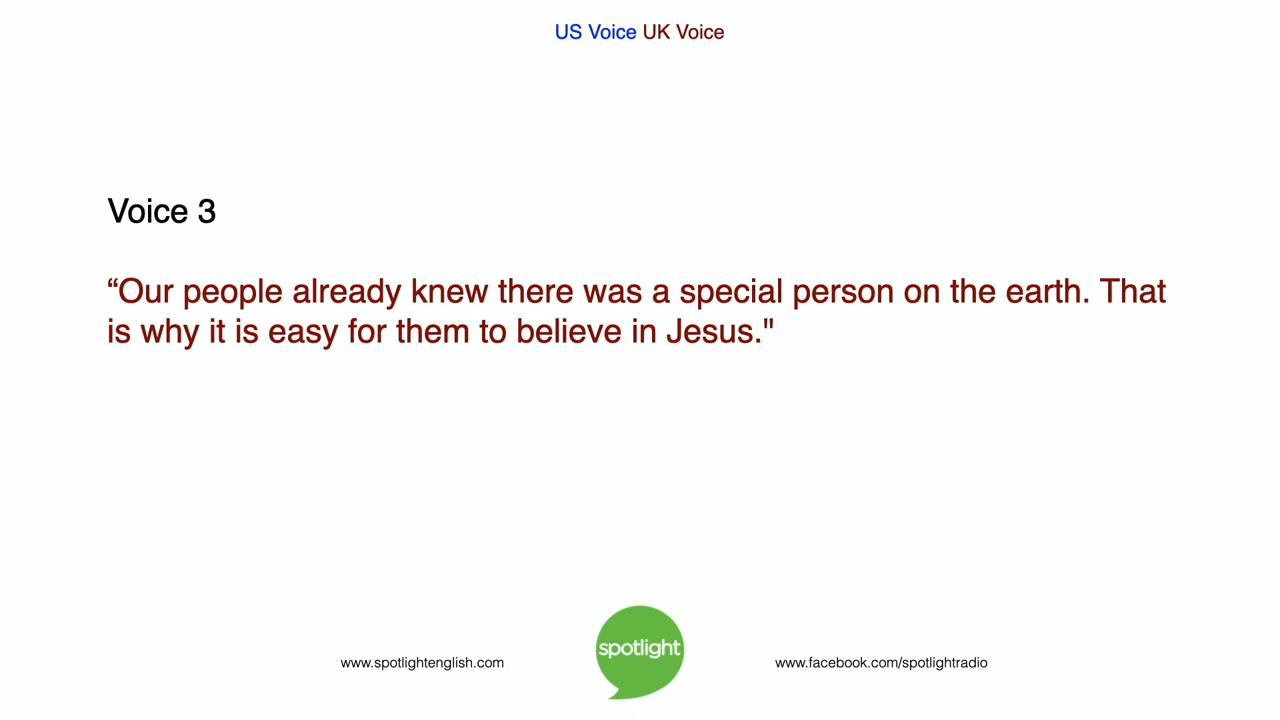 US Voice UK Voice
Voice 3
“Our people already knew there was a special person on the earth. That
is why it is easy for them to believe in Jesus."
spotlight
www.spotlightenglish.com
www.facebook.com/spotlightradio